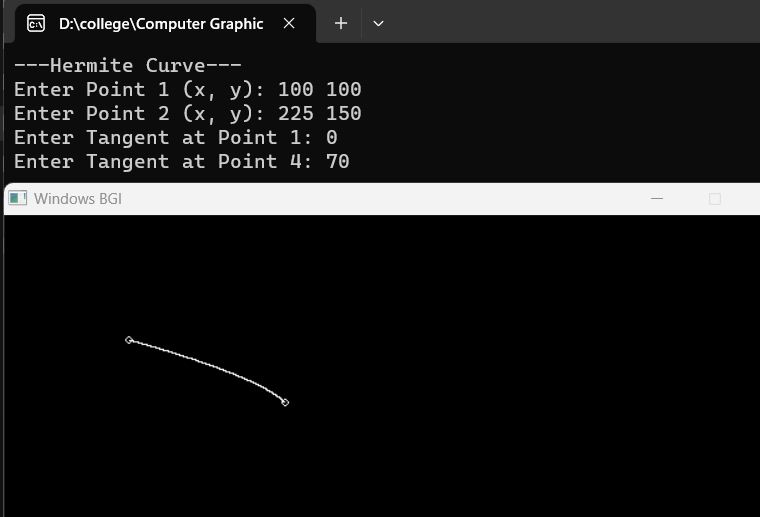 D:\college\Computer Graphic
---Hermite Curve---
Enter Point 1 (x, y): 100 100
Enter Point 2 (x, y): 225 150
Enter Tangent at Point 1: 0
Enter Tangent at Point 4: 70
Windows BGI